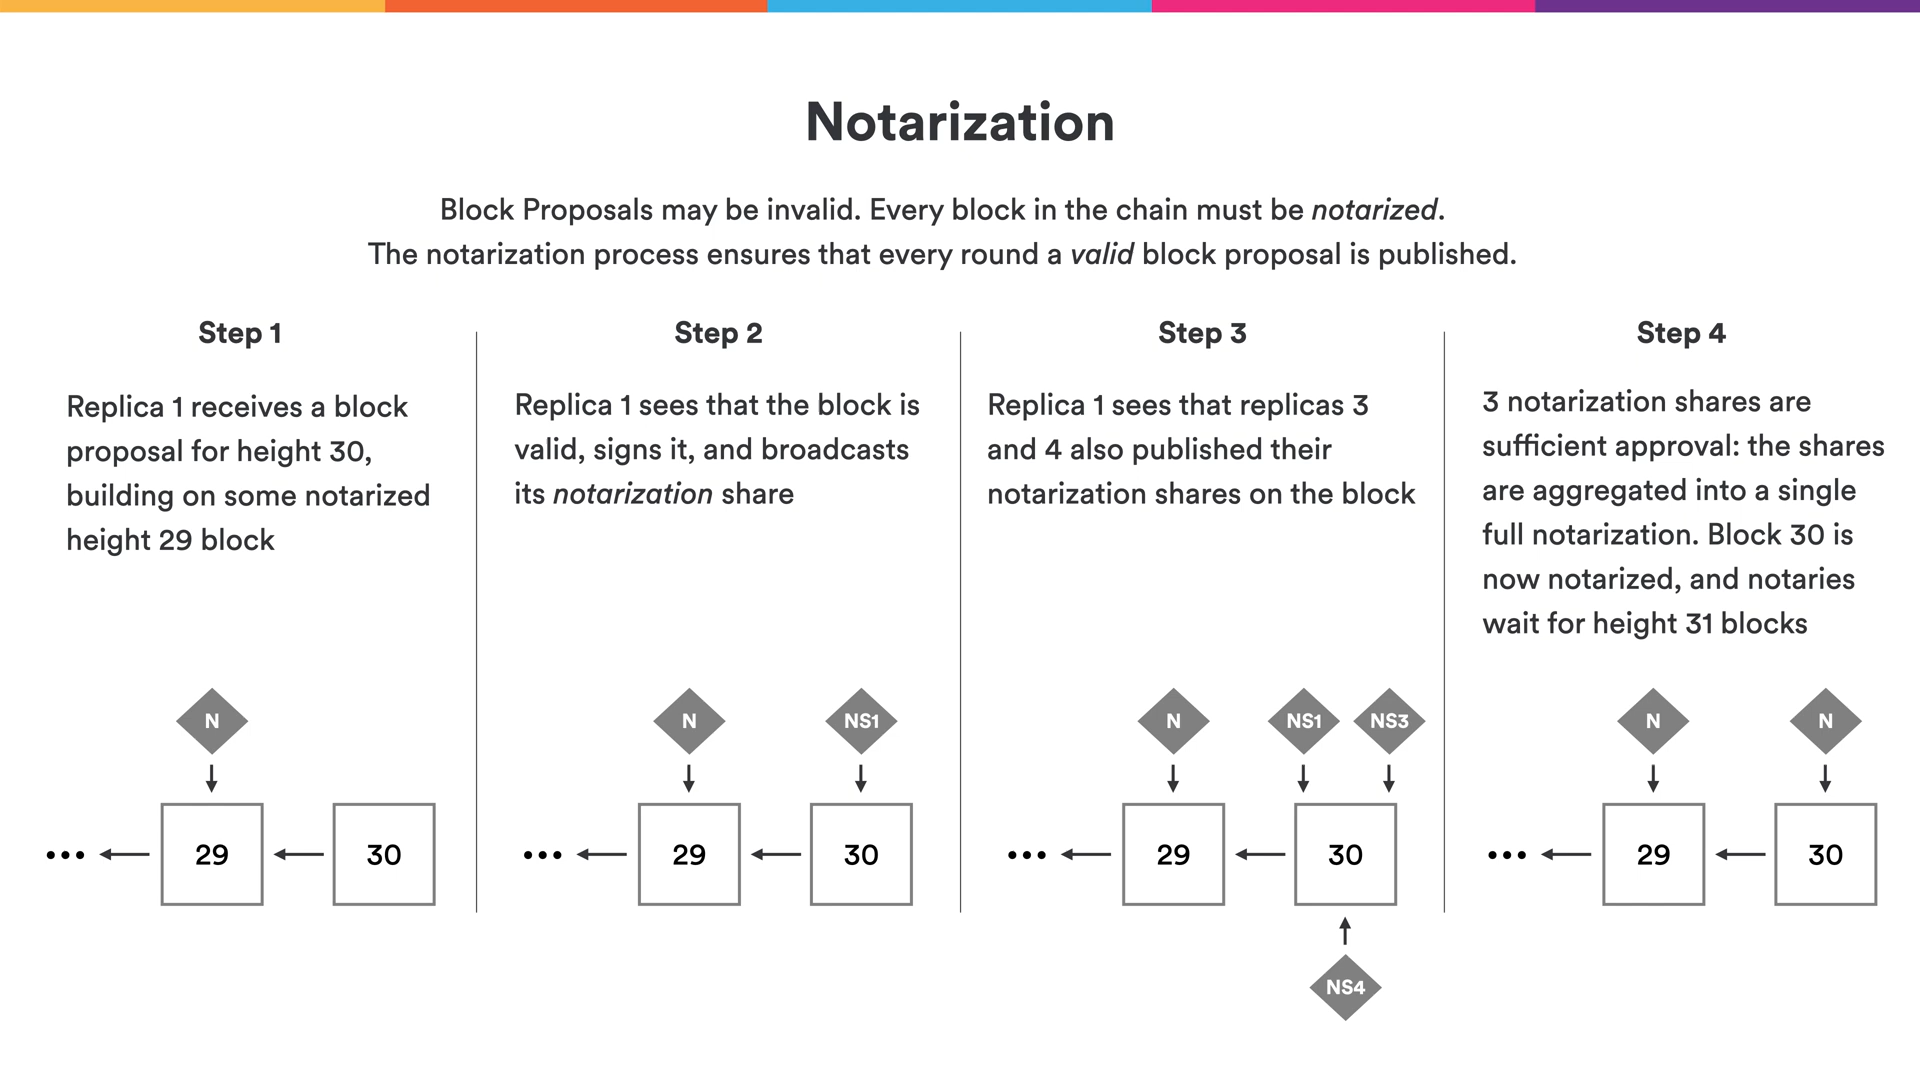 Notarization
Block Proposals may be invalid. Every block in the chain must be notarized.
The notarization process ensures that every round a valid block proposal is published.
Step 1
Replica 1 receives a block
proposal for height 30,
building on some notarized
height 29 block
N
29
30
Step 2
Replica 1 sees that the block is
valid, signs it, and broadcasts
its notarization share
N
NS1
29
30
Step 3
Replica 1 sees that replicas 3
and 4 also published their
notarization shares on the block
N
NS1
NS3
29
30
NS4
Step 4
3 notarization shares are
sufficient approval: the shares
are aggregated into a single
full notarization. Block 30 is
now notarized, and notaries
wait for height 31 blocks
N
N
29
30